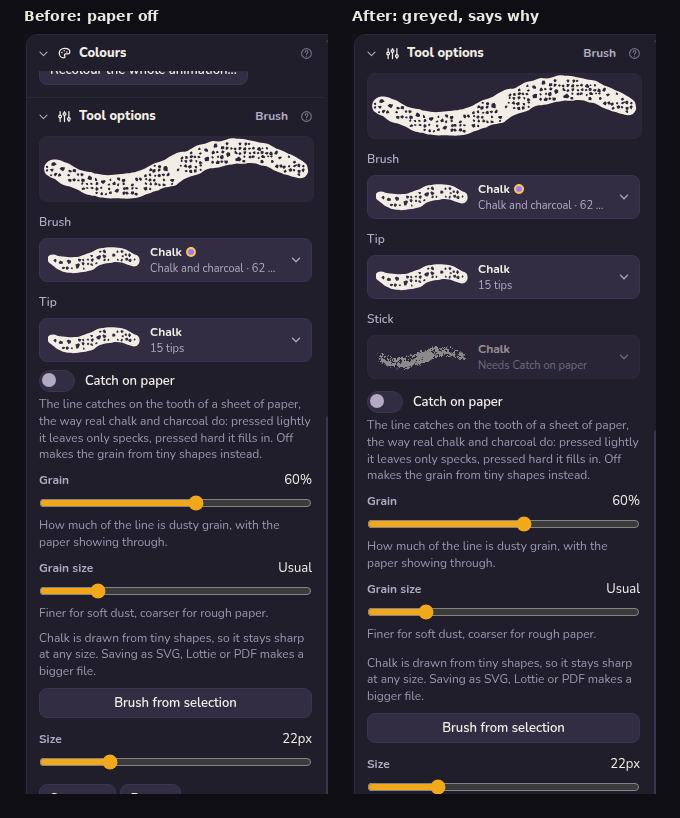 Before: paper off
Colours
Recolour the whole animation...
Tool options Brush
Brush
Chalk
Chalk and charcoal · 62 ...
Tip
Chalk
15 tips
Catch on paper
The line catches on the tooth of a sheet of paper,
the way real chalk and charcoal do: pressed lightly
it leaves only specks, pressed hard it fills in. Off
makes the grain from tiny shapes instead.
Grain 60%
How much of the line is dusty grain, with the
paper showing through.
Grain size Usual
Finer for soft dust, coarser for rough paper.
Chalk is drawn from tiny shapes, so it stays sharp
at any size. Saving as SVG, Lottie or PDF makes a
bigger file.
Brush from selection
Size 22px
After: greyed, says why
Tool options Brush
Brush
Chalk
Chalk and charcoal · 62 ...
Tip
Chalk
15 tips
Stick
Chalk
Needs Catch on paper
Catch on paper
The line catches on the tooth of a sheet of paper,
the way real chalk and charcoal do: pressed lightly
it leaves only specks, pressed hard it fills in. Off
makes the grain from tiny shapes instead.
Grain 60%
How much of the line is dusty grain, with the
paper showing through.
Grain size Usual
Finer for soft dust, coarser for rough paper.
Chalk is drawn from tiny shapes, so it stays sharp
at any size. Saving as SVG, Lottie or PDF makes a
bigger file.
Brush from selection
Size 22px